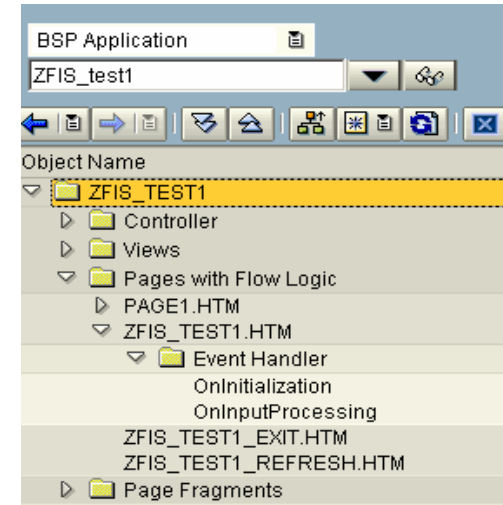 BSP Application
ZFIS_test1
Object Name
ZFIS_TEST1
Controller
Views
Pages with Flow Logic
PAGE1.HTM
ZFIS_TEST1.HTM
Event Handler
OnInitialization
OnInputProcessing
ZFIS_TEST1_EXIT.HTM
ZFIS_TEST1_REFRESH.HTM
Page Fragments